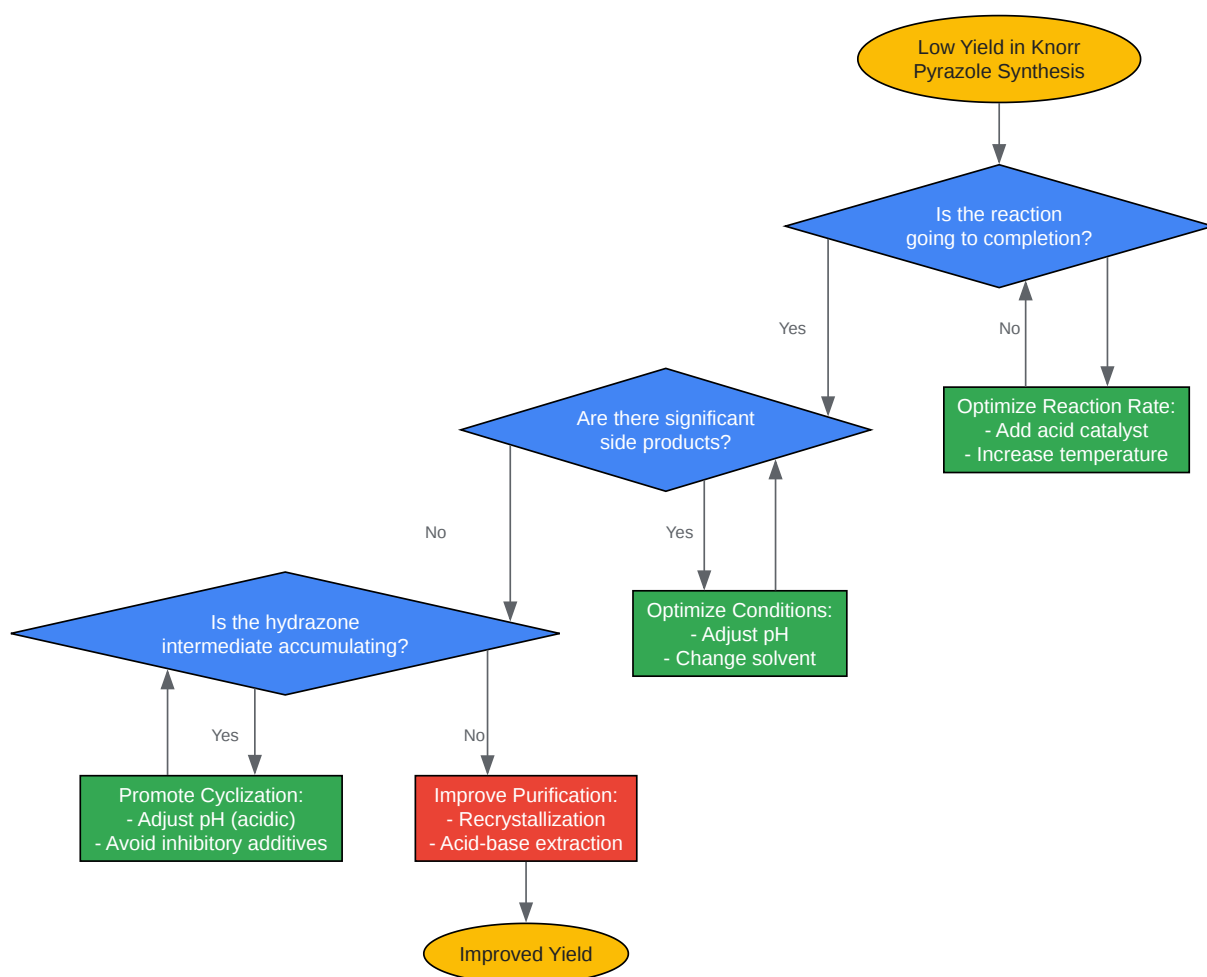 Low Yield in Knorr
Pyrazole Synthesis
Is the reaction
going to completion?
Yes
No
Optimize Reaction Rate:
- Add acid catalyst
- Increase temperature
Are there significant
side products?
No
Yes
Optimize Conditions:
- Adjust pH
- Change solvent
Is the hydrazone
intermediate accumulating?
Yes
No
Promote Cyclization:
- Adjust pH (acidic)
- Avoid inhibitory additives
Improve Purification:
- Recrystallization
- Acid-base extraction
Improved Yield